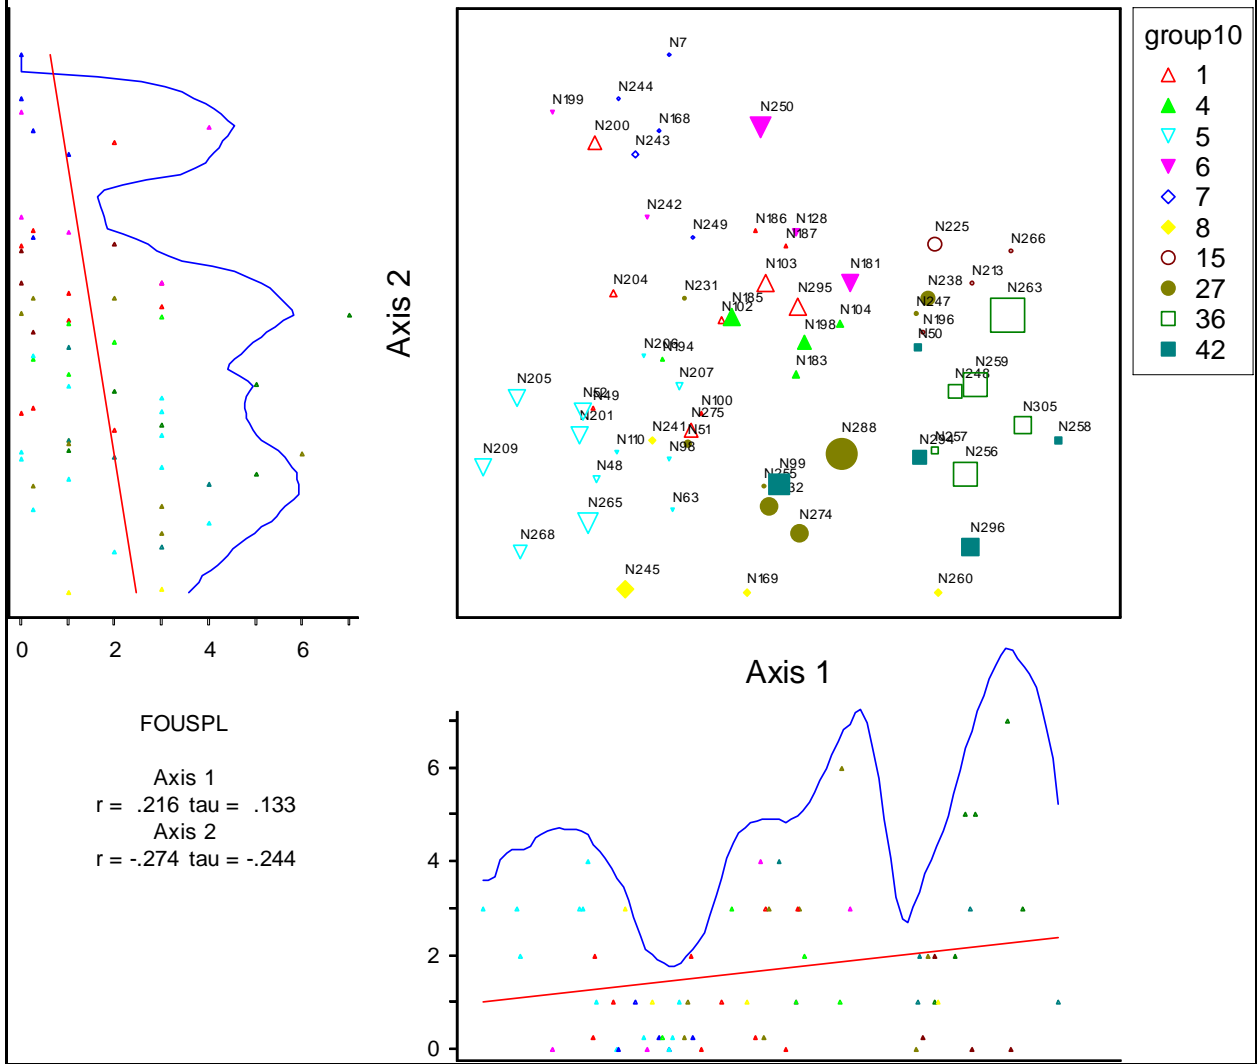 N7
N244
N199
N250
N168
N200
N243
N242
N186 N128
N187
N249
N225
N266
N103
N181
N213
N204
N231
N238
N263
N185
N295
N102
N104
N247
N198
N196
N50
N206
N194
N183
N207
N259
N248
N205
N52
N49
N100
N201
N275
N305
N241
N51
N288
N110
N257
N258
N294
N209
N98
N256
N48
N99
N265
N63
N274
N268
N296
N245
N169
N260
Axis 2
0 2 4 6
group10
1
4
5
6
7
8
15
27
36
42
Axis 1
6
4
2
0
FOUSPL
Axis 1
r = .216 tau = .133
Axis 2
r = -.274 tau = -.244